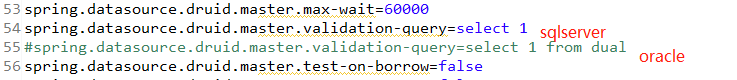 53 spring.datasource.druid.master.max-wait=60000
54 spring.datasource.druid.master.validation-query=select 1 sqlserver
55 #spring.datasource.druid.master.validation-query=select 1 from dual oracle
56 spring.datasource.druid.master.test-on-borrow=false